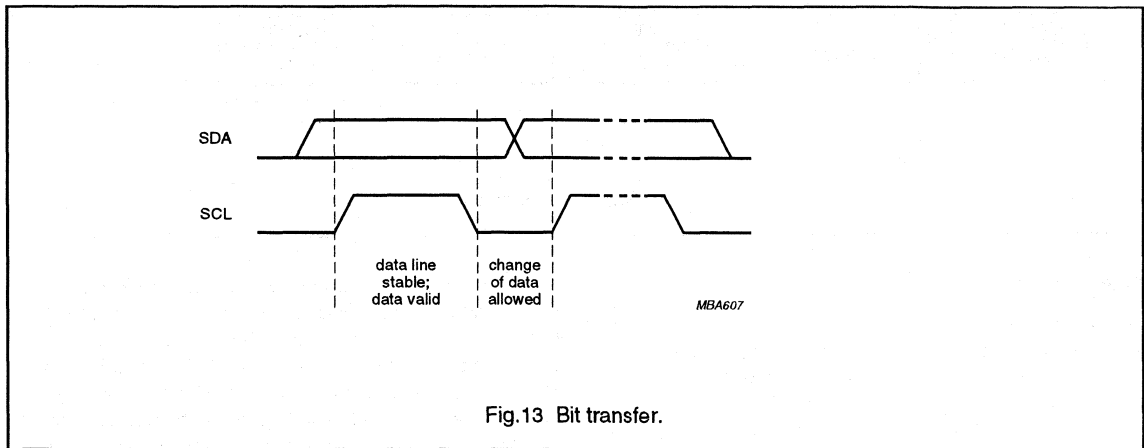 SDA
SCL
data line
stable;
data valid
change
of data
allowed
MBA607
Fig.13 Bit transfer.